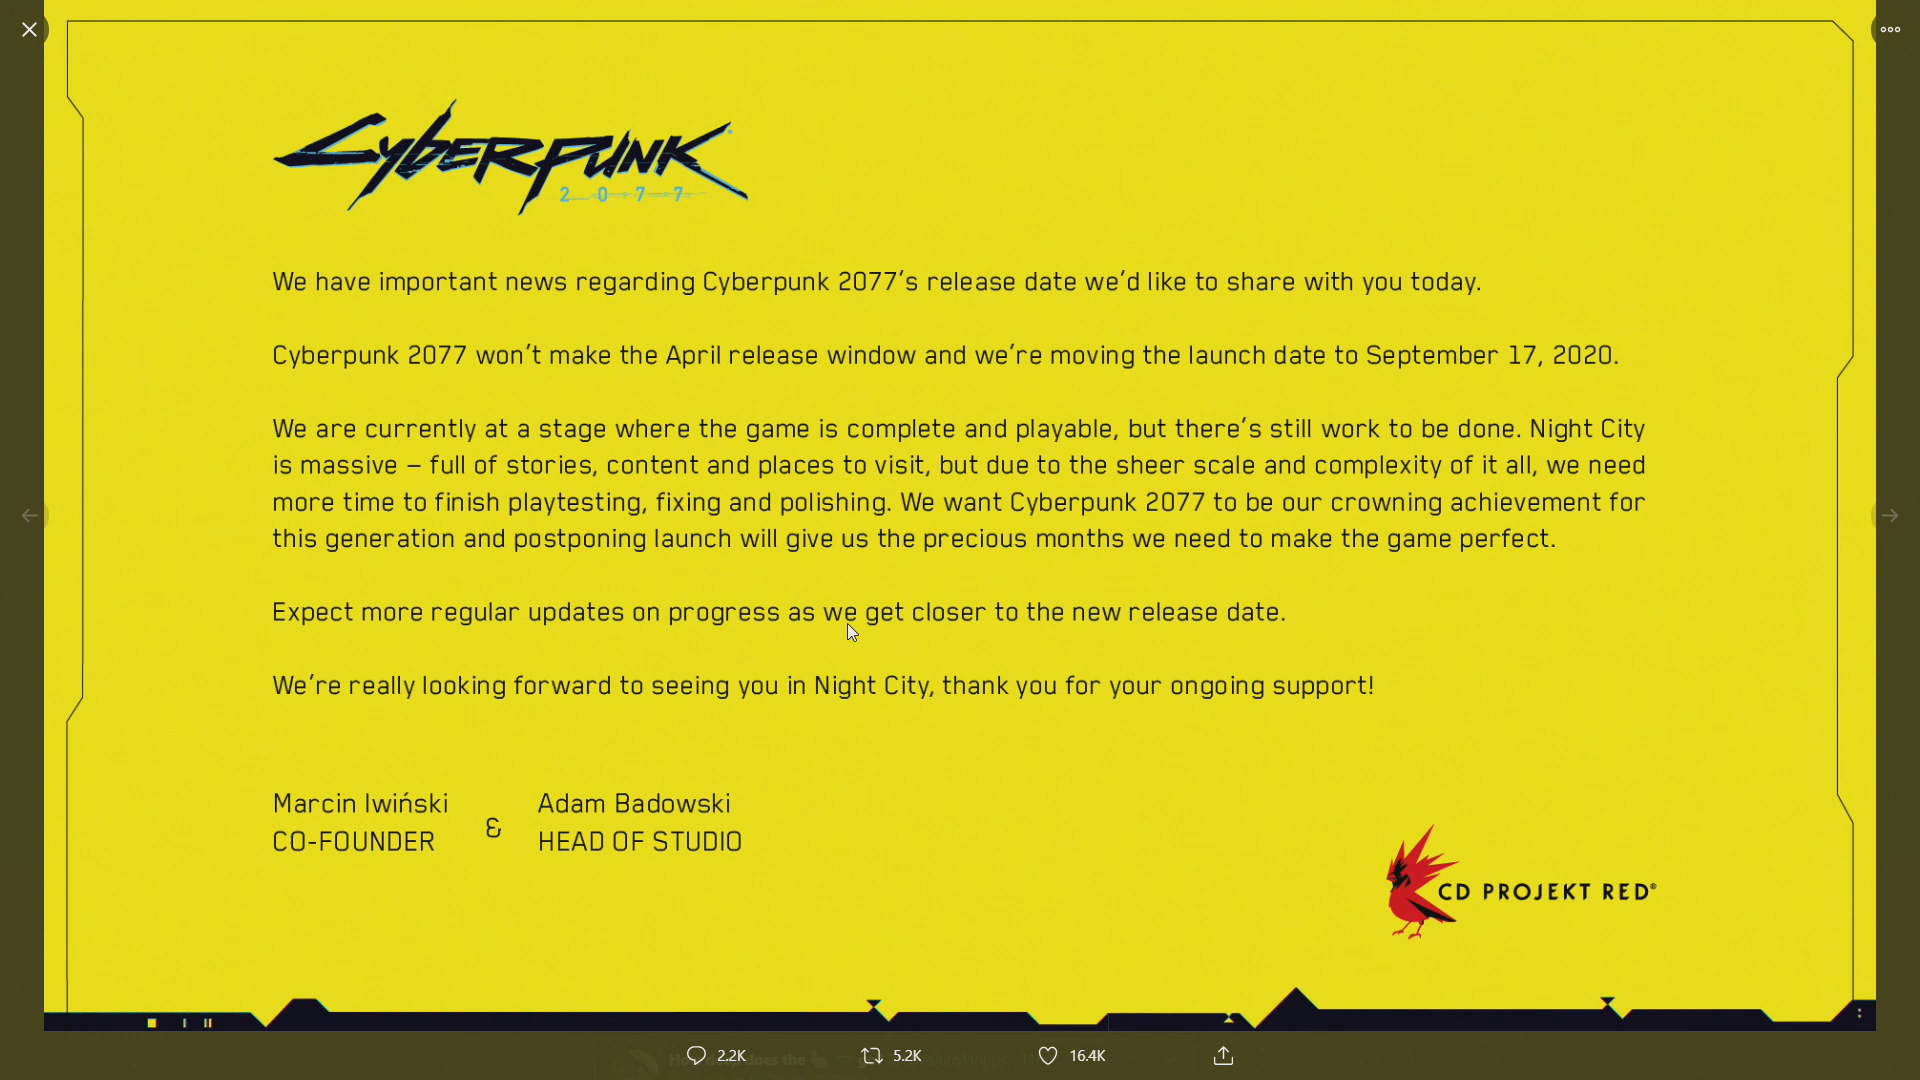 CYBERPUNK
2077
We have important news regarding Cyberpunk 2077's release date we'd like to share with you today.
Cyberpunk 2077 won't make the April release window and we're moving the launch date to September 17, 2020.
We are currently at a stage where the game is complete and playable, but there's still work to be done. Night City
is massive – full of stories, content and places to visit, but due to the sheer scale and complexity of it all, we need
more time to finish playtesting, fixing and polishing. We want Cyberpunk 2077 to be our crowning achievement for
this generation and postponing launch will give us the precious months we need to make the game perfect.
Expect more regular updates on progress as we get closer to the new release date.
We're really looking forward to seeing you in Night City, thank you for your ongoing support!
Marcin Iwiński & Adam Badowski
CO-FOUNDER HEAD OF STUDIO
CD PROJEKT RED®
2.2K 5.2K 16.4K